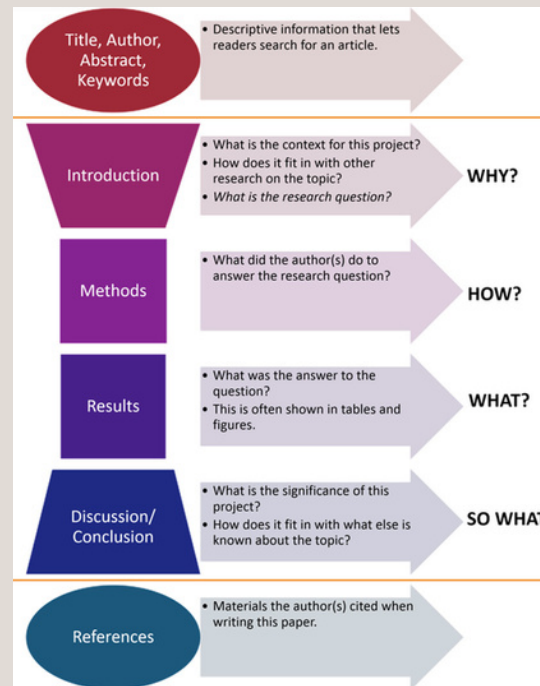 Title, Author,
Abstract,
Keywords
• Descriptive information that lets
readers search for an article.
Introduction
• What is the context for this project?
• How does it fit in with other
research on the topic?
• What is the research question?
WHY?
Methods
• What did the author(s) do to
answer the research question?
HOW?
Results
• What was the answer to the
question?
• This is often shown in tables and
figures.
WHAT?
Discussion/
Conclusion
• What is the significance of this
project?
• How does it fit in with what else is
known about the topic?
SO WHAT
References
• Materials the author(s) cited when
writing this paper.